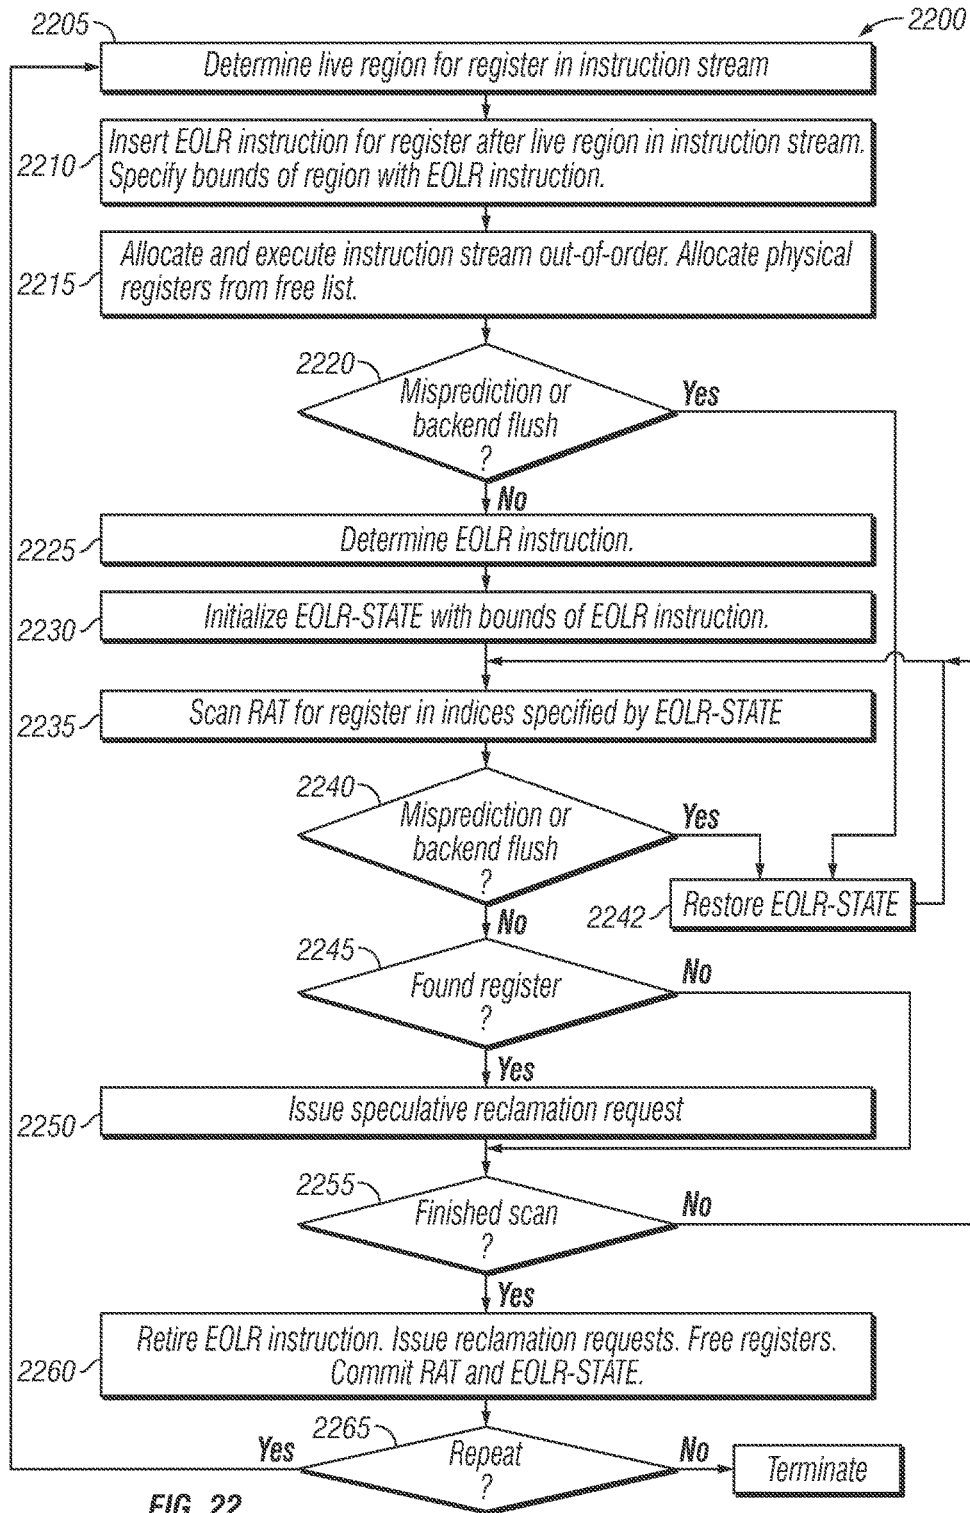 2205
2200
Determine live region for register in instruction stream
2210
Insert EOLR instruction for register after live region in instruction stream.
Specify bounds of region with EOLR instruction.
2215
Allocate and execute instruction stream out-of-order. Allocate physical
registers from free list.
2220
Misprediction or
backend flush
?
Yes
No
2225
Determine EOLR instruction.
2230
Initialize EOLR-STATE with bounds of EOLR instruction.
2235
Scan RAT for register in indices specified by EOLR-STATE
2240
Misprediction or
backend flush
?
Yes
2242
Restore EOLR-STATE
No
2245
Found register
?
No
Yes
2250
Issue speculative reclamation request
2255
Finished scan
?
No
Yes
2260
Retire EOLR instruction. Issue reclamation requests. Free registers.
Commit RAT and EOLR-STATE.
2265
Yes
Repeat
?
No
Terminate
FIG. 22